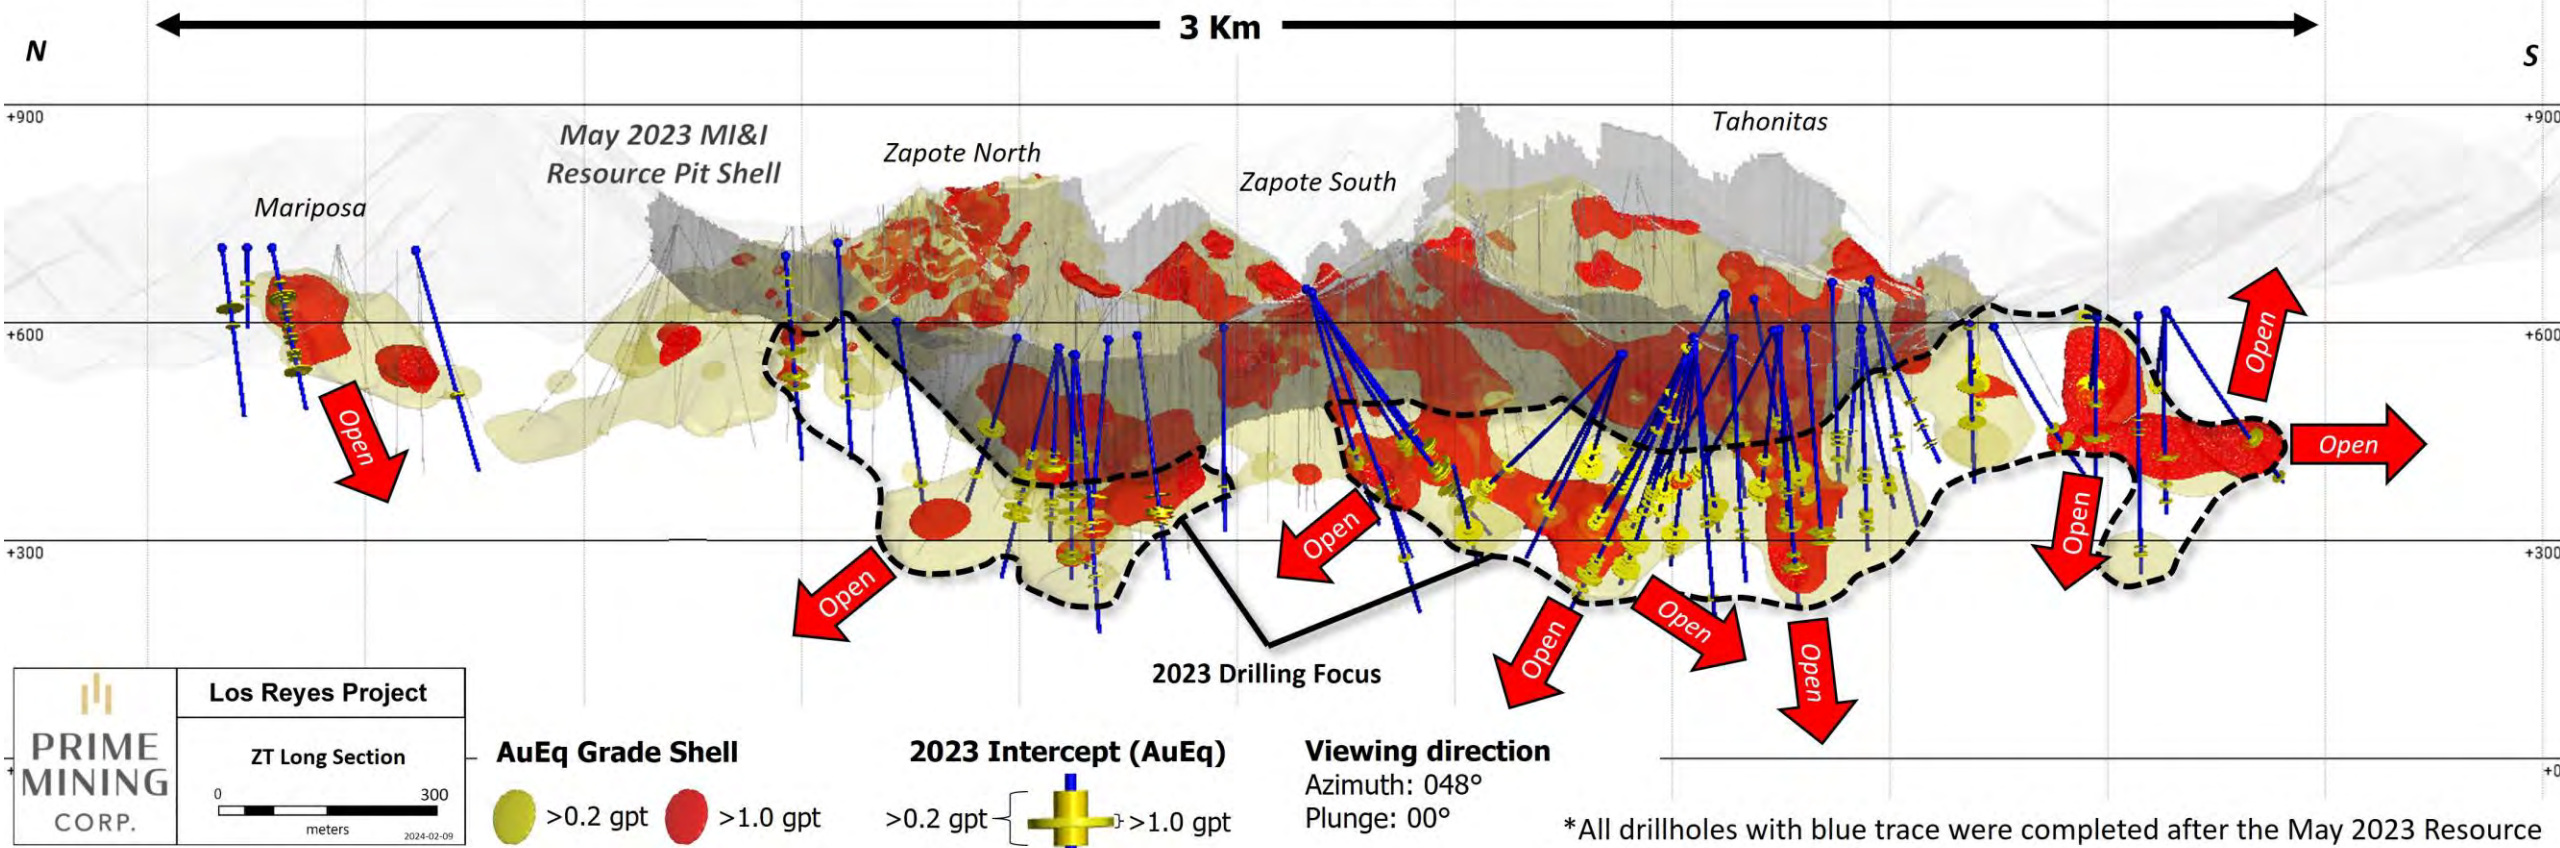 3 Km
N
S
+900
+900
May 2023 MI&I
Resource Pit Shell
Mariposa
Zapote North
Zapote South
Tahonitas
+600
+600
+300
+300
Open
Open
Open
Open
Open
Open
Open
Open
Open
2023 Drilling Focus
PRIME
MINING
CORP.
Los Reyes Project
ZT Long Section
0
300
meters
2024-02-09
AuEq Grade Shell
>0.2 gpt
>1.0 gpt
2023 Intercept (AuEq)
>0.2 gpt
>1.0 gpt
Viewing direction
Azimuth: 048°
Plunge: 00°
+0
*All drillholes with blue trace were completed after the May 2023 Resource